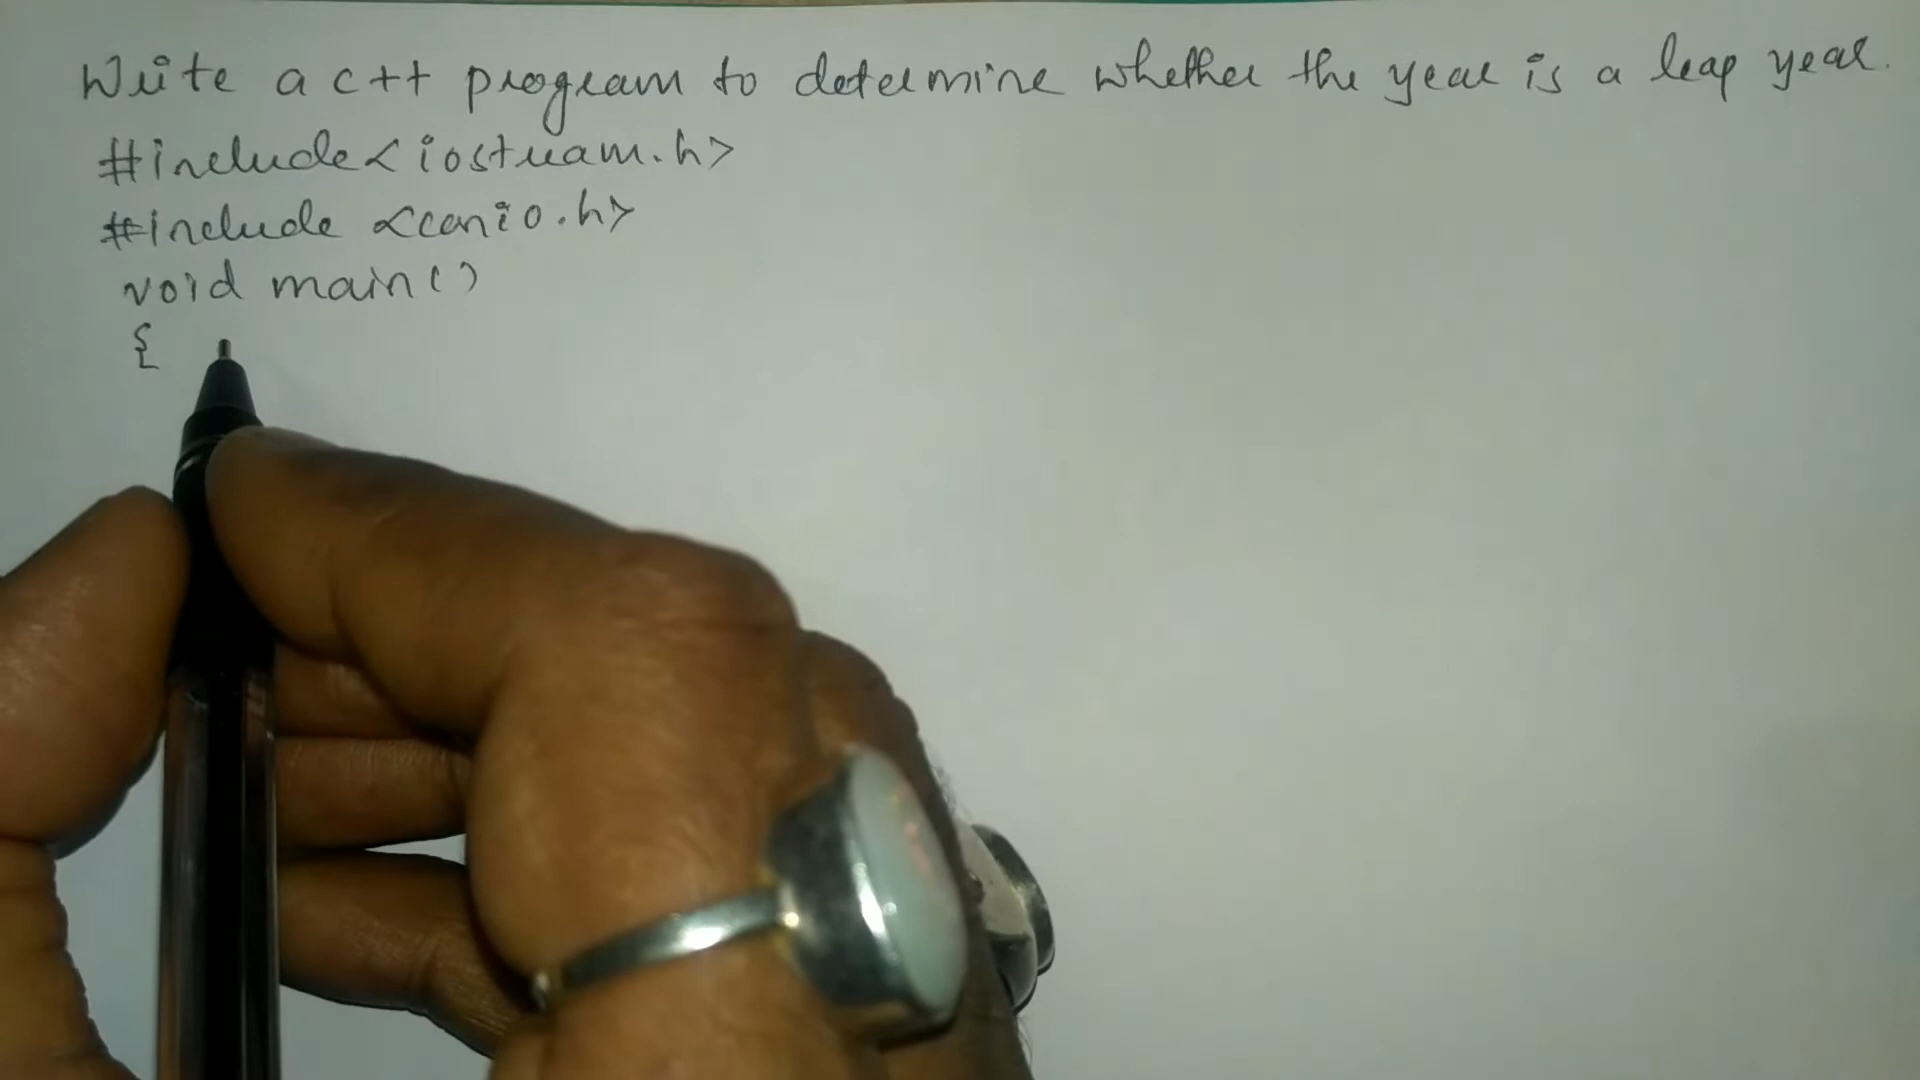 Write a c++ program to determine whether the year is a leap year.
#include<iostream.h>
#include <conio.h>
void main()
{